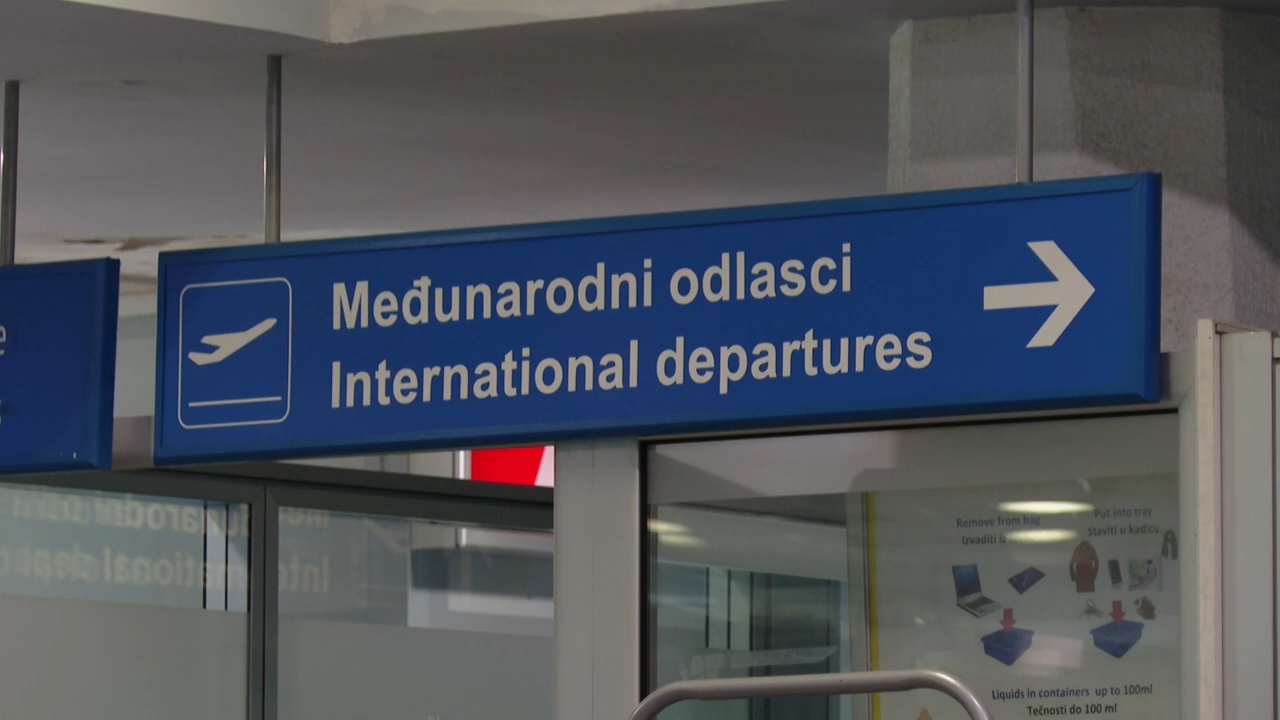 Međunarodni odlasci
International departures
Remove from bag
Izvaditi iz
Put into tray
Staviti u kadicu
Liquids in containers up to 100ml
Tečnosti do 100 ml